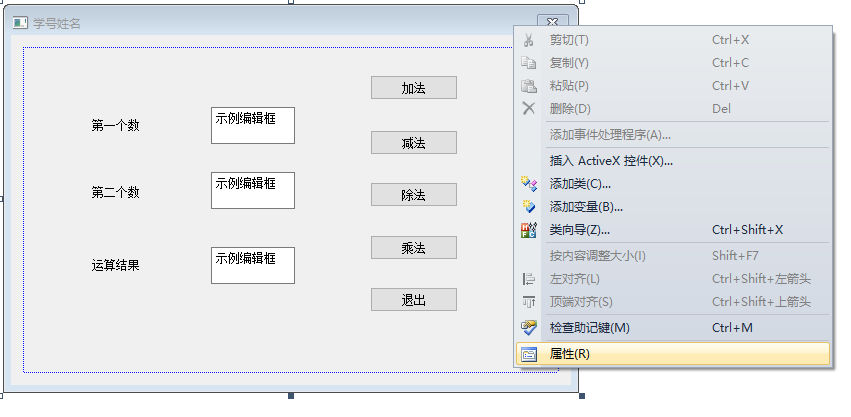 学号姓名
第一个数
示例编辑框
第二个数
示例编辑框
运算结果
示例编辑框
加法
减法
除法
乘法
退出
剪切(T) Ctrl+X
复制(Y) Ctrl+C
粘贴(P) Ctrl+V
删除(D) Del
添加事件处理程序(A)...
插入 ActiveX 控件(X)...
添加类(C)...
添加变量(B)...
类向导(Z)... Ctrl+Shift+X
按内容调整大小(I) Shift+F7
左对齐(L) Ctrl+Shift+左箭头
顶端对齐(S) Ctrl+Shift+上箭头
检查助记键(M) Ctrl+M
属性(R)